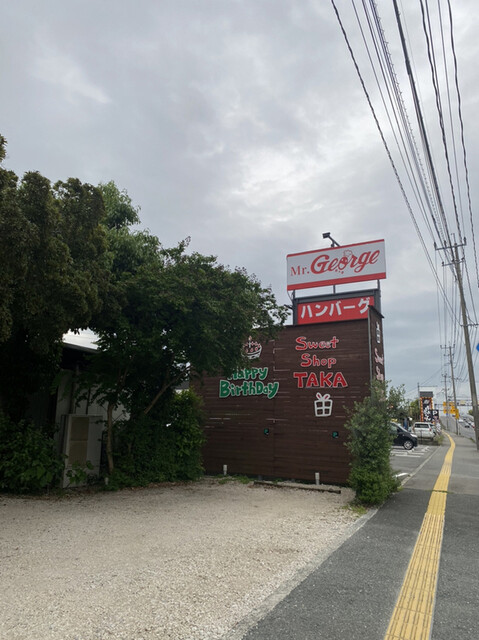 Mr. George
ハンバーグ
Happy
Birthday
Sweet
Shop
TAKA